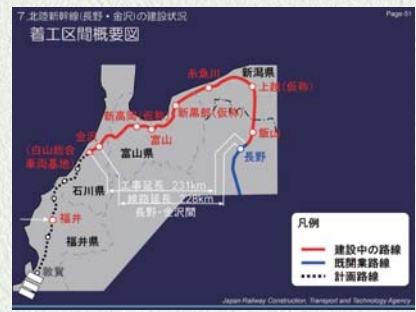 7.北陸新幹線(長野・金沢)の建設状況
Page-51
着工区間概要図
糸魚川
新潟県
上越(仮称)
新黒部(仮称)
新高岡(仮称)
富山
金沢
飯山
長野
(白山総合
車両基地)
富山県
石川県
工事延長 231km
線路延長 228km
長野・金沢間
福井
福井県
敦賀
凡例
建設中の路線
既開業路線
計画路線
Japan Railway Construction, Transport and Technology Agency